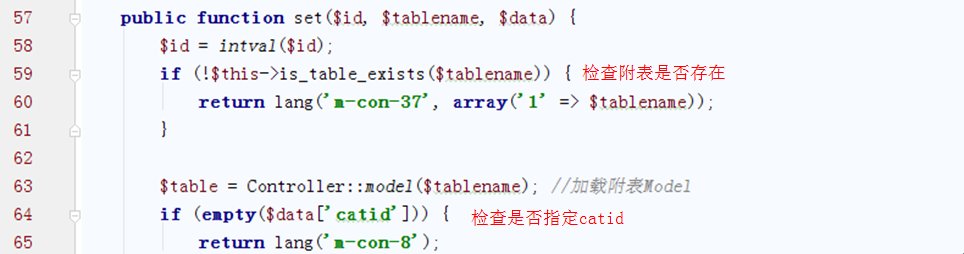 57 public function set($id, $tablename, $data) {
58 $id = intval($id);
59 if (!$this->is_table_exists($tablename)) { 检查附表是否存在
60 return lang('m-con-37', array('1' => $tablename));
61 }
62
63 $table = Controller::model($tablename); //加载附表Model
64 if (empty($data['catid'])) { 检查是否指定catid
65 return lang('m-con-8');